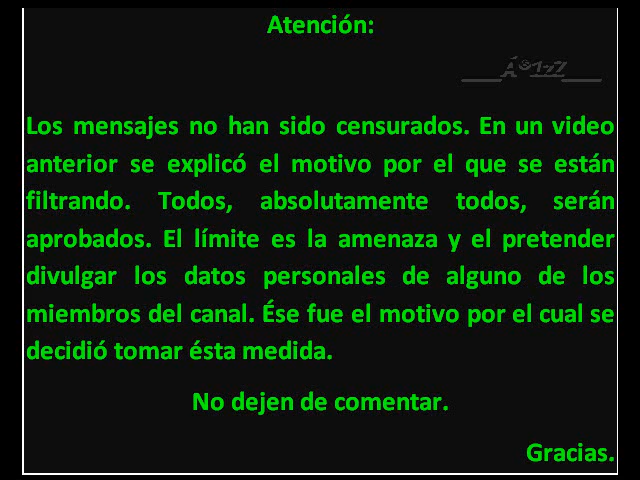 Atención:
Los mensajes no han sido censurados. En un video
anterior se explicó el motivo por el que se están
filtrando. Todos, absolutamente todos, serán
aprobados. El límite es la amenaza y el pretender
divulgar los datos personales de alguno de los
miembros del canal. Ése fue el motivo por el cual se
decidió tomar ésta medida.
No dejen de comentar.
Gracias.